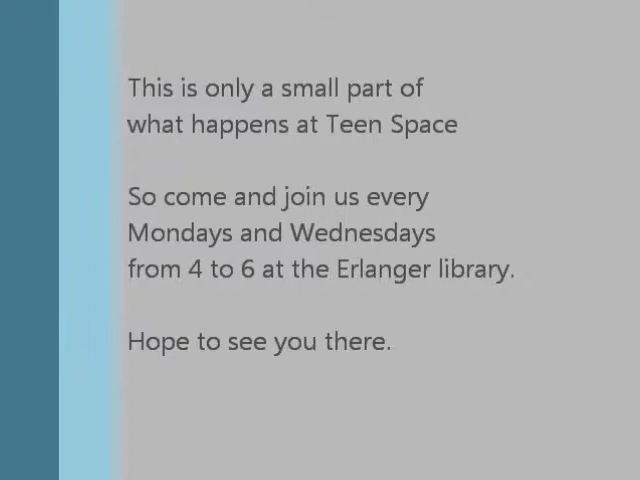 This is only a small part of
what happens at Teen Space
So come and join us every
Mondays and Wednesdays
from 4 to 6 at the Erlanger library.
Hope to see you there.